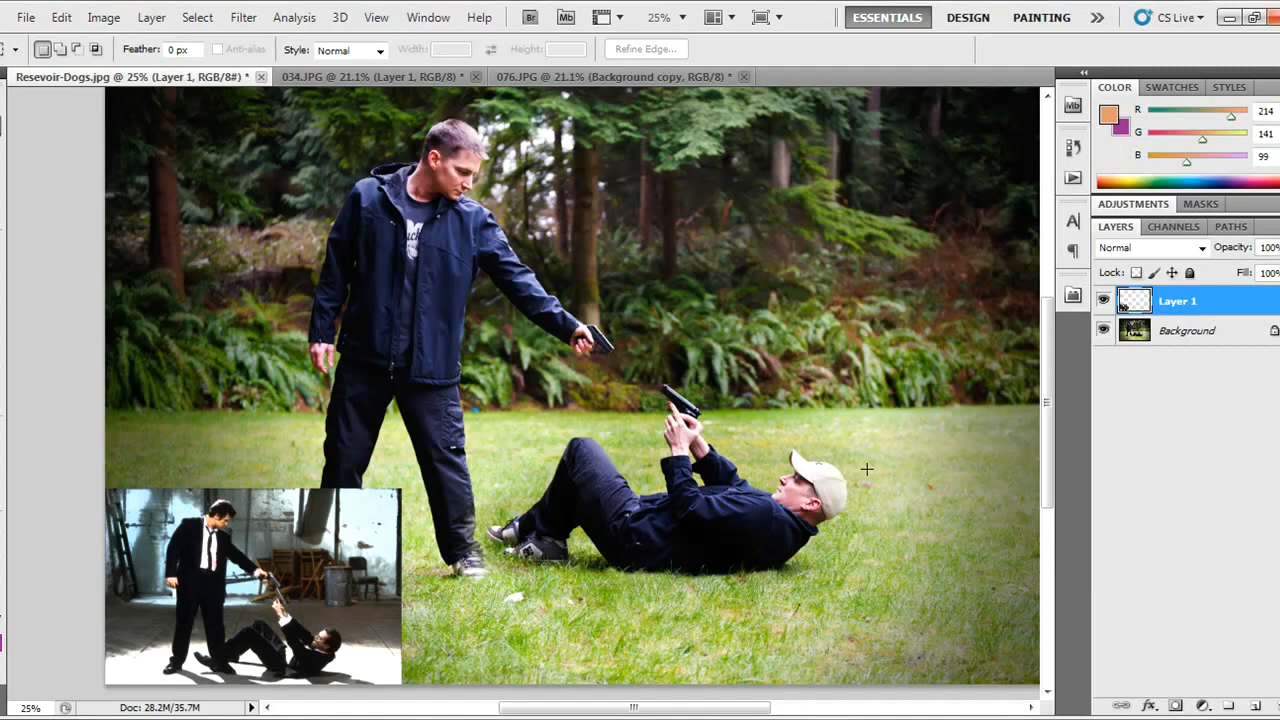 File Edit Image Layer Select Filter Analysis 3D View Window Help Br Mb 25% ESSENTIALS DESIGN PAINTING CS Live
Feather: 0 px Anti-alias Style: Normal Width: Height: Refine Edge...
Resevoir-Dogs.jpg @ 25% (Layer 1, RGB/8#) * 034.JPG @ 21.1% (Layer 1, RGB/8) * 076.JPG @ 21.1% (Background copy, RGB/8) *
COLOR SWATCHES STYLES
Mb
R 214
G 141
B 99
ADJUSTMENTS MASKS
LAYERS CHANNELS PATHS
Normal Opacity: 100%
Lock: Fill: 100%
Layer 1
Background
25% Doc: 28.2M/35.7M